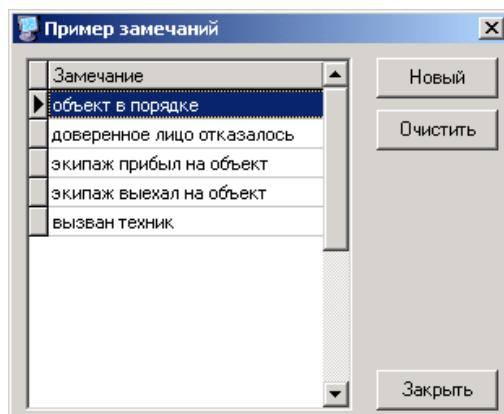 Пример замечаний
Замечание
объект в порядке
доверенное лицо отказалось
экипаж прибыл на объект
экипаж выехал на объект
вызван техник
Новый
Очистить
Закрыть